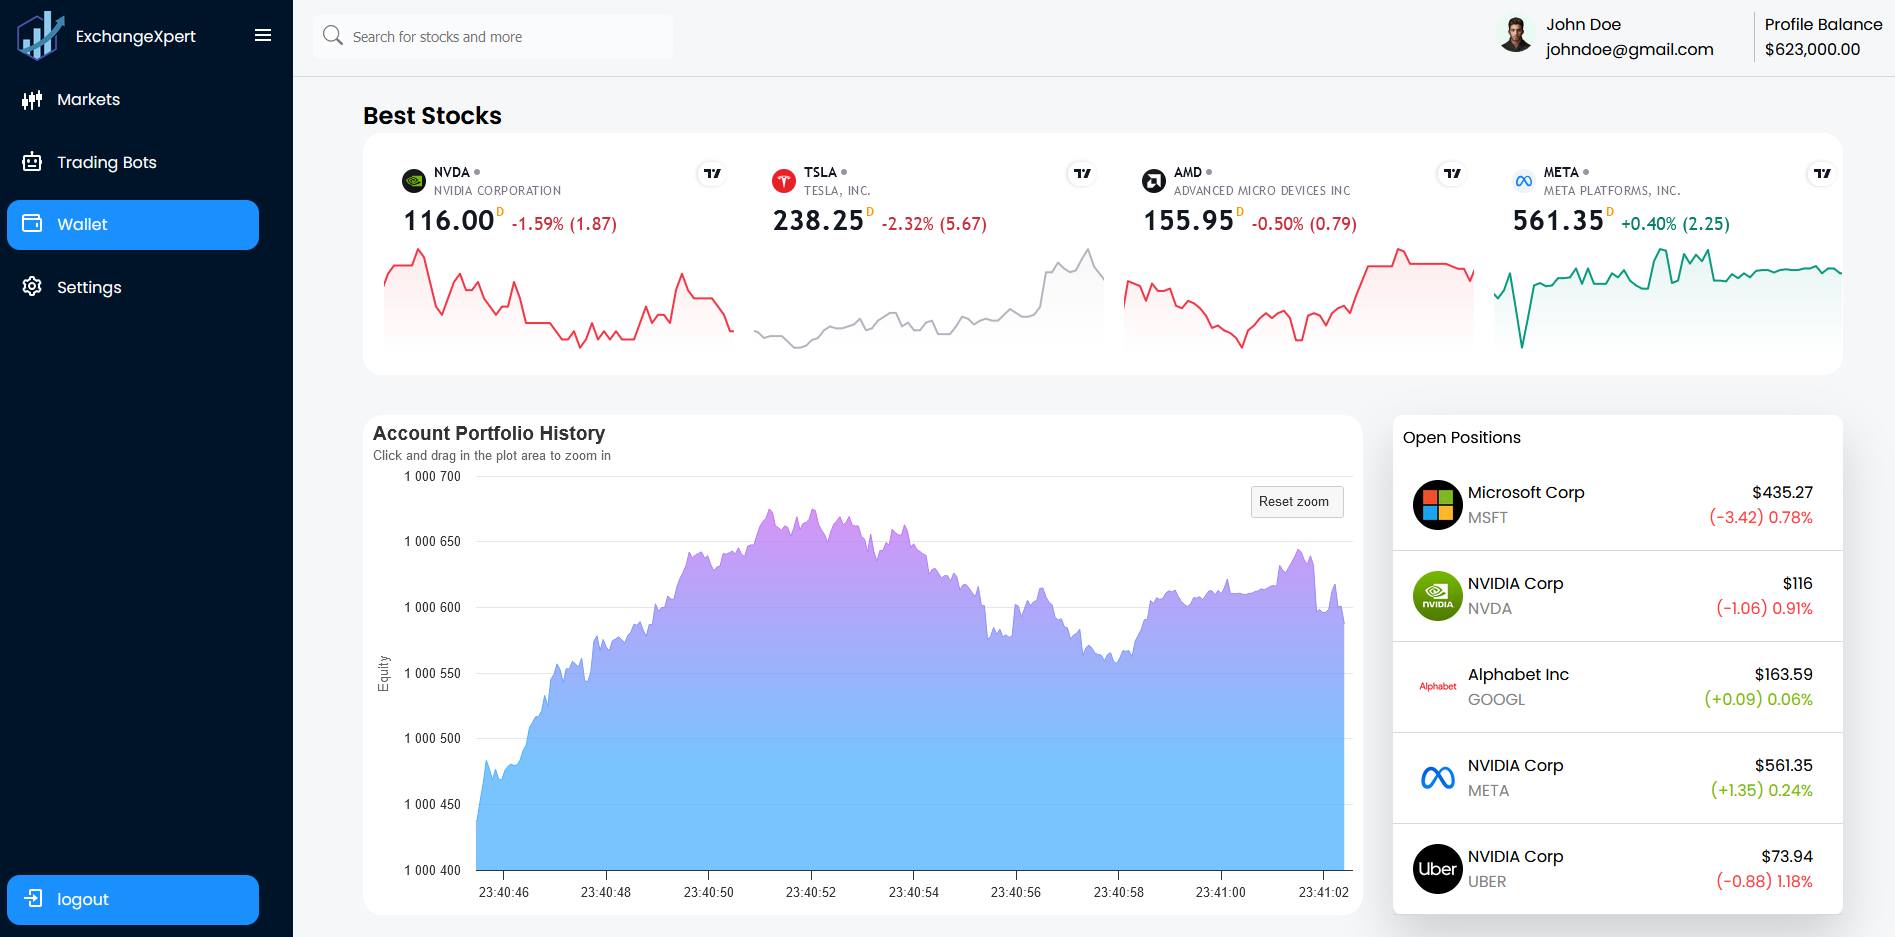 ExchangeXpert
Markets
Trading Bots
Wallet
Settings
logout
Search for stocks and more
John Doe
johndoe@gmail.com
Profile Balance
$623,000.00
Best Stocks
NVDA
NVIDIA CORPORATION
116.00 D -1.59% (1.87)
TSLA
TESLA, INC.
238.25 D -2.32% (5.67)
AMD
ADVANCED MICRO DEVICES INC
155.95 D -0.50% (0.79)
META
META PLATFORMS, INC.
561.35 D +0.40% (2.25)
Account Portfolio History
Click and drag in the plot area to zoom in
Reset zoom
Equity
1 000 700
1 000 650
1 000 600
1 000 550
1 000 500
1 000 450
1 000 400
23:40:46 23:40:48 23:40:50 23:40:52 23:40:54 23:40:56 23:40:58 23:41:00 23:41:02
Open Positions
Microsoft Corp $435.27
MSFT (-3.42) 0.78%
NVIDIA
NVIDIA Corp $116
NVDA (-1.06) 0.91%
Alphabet
Alphabet Inc $163.59
GOOGL (+0.09) 0.06%
NVIDIA Corp $561.35
META (+1.35) 0.24%
Uber
NVIDIA Corp $73.94
UBER (-0.88) 1.18%